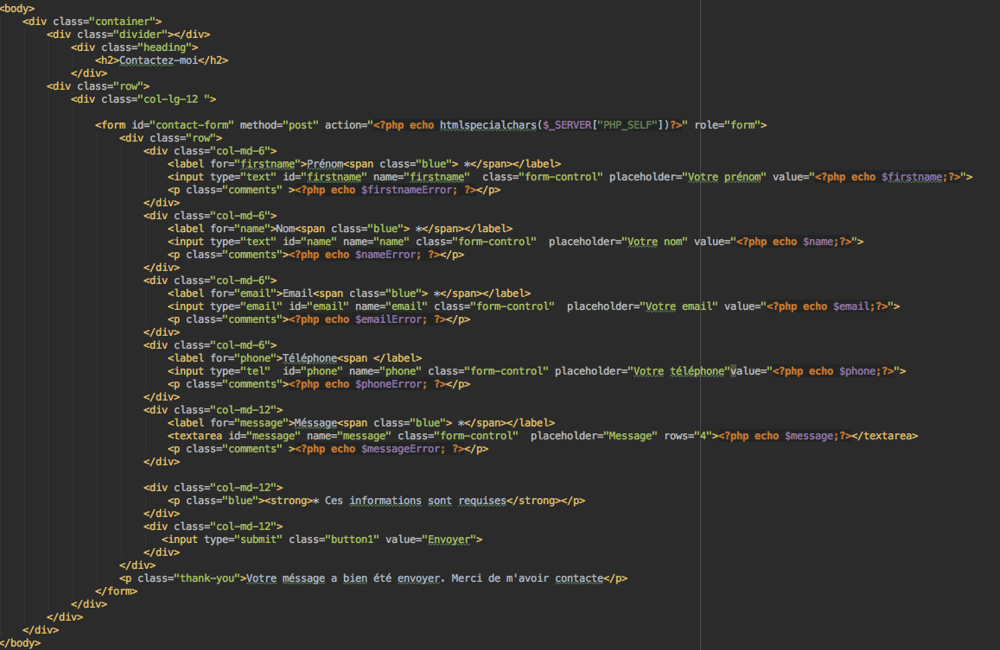 <body>
<div class="container">
<div class="divider"></div>
<div class="heading">
<h2>Contactez-moi</h2>
</div>
<div class="row">
<div class="col-lg-12 ">
<form id="contact-form" method="post" action="<?php echo htmlspecialchars($_SERVER["PHP_SELF"])?>" role="form">
<div class="row">
<div class="col-md-6">
<label for="firstname">Prénom<span class="blue"> *</span></label>
<input type="text" id="firstname" name="firstname"  class="form-control" placeholder="Votre prénom" value="<?php echo $firstname;?>">
<p class="comments" ><?php echo $firstnameError; ?></p>
</div>
<div class="col-md-6">
<label for="name">Nom<span class="blue"> *</span></label>
<input type="text" id="name" name="name" class="form-control"  placeholder="Votre nom" value="<?php echo $name;?>">
<p class="comments"><?php echo $nameError; ?></p>
</div>
<div class="col-md-6">
<label for="email">Email<span class="blue"> *</span></label>
<input type="email" id="email" name="email" class="form-control"  placeholder="Votre email" value="<?php echo $email;?>">
<p class="comments"><?php echo $emailError; ?></p>
</div>
<div class="col-md-6">
<label for="phone">Téléphone<span </label>
<input type="tel"  id="phone" name="phone" class="form-control" placeholder="Votre téléphone"value="<?php echo $phone;?>">
<p class="comments"><?php echo $phoneError; ?></p>
</div>
<div class="col-md-12">
<label for="message">Méssage<span class="blue"> *</span></label>
<textarea id="message" name="message" class="form-control"  placeholder="Message" rows="4"><?php echo $message;?></textarea>
<p class="comments" ><?php echo $messageError; ?></p>
</div>
<div class="col-md-12">
<p class="blue"><strong>* Ces informations sont requises</strong></p>
</div>
<div class="col-md-12">
<input type="submit" class="button1" value="Envoyer">
</div>
</div>
<p class="thank-you">Votre méssage a bien été envoyer. Merci de m'avoir contacte</p>
</form>
</div>
</div>
</div>
</body>